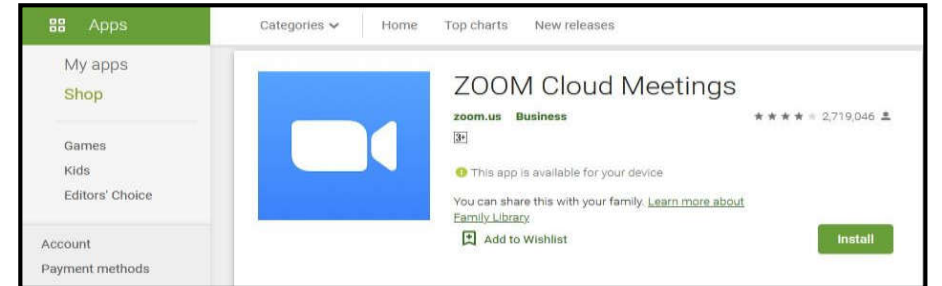 Apps
Categories
Home
Top charts
New releases
My apps
Shop
Games
Kids
Editors' Choice
Account
Payment methods
ZOOM Cloud Meetings
zoom.us Business
2,719,046
3+
This app is available for your device
You can share this with your family. Learn more about
Family Library
Add to Wishlist
Install